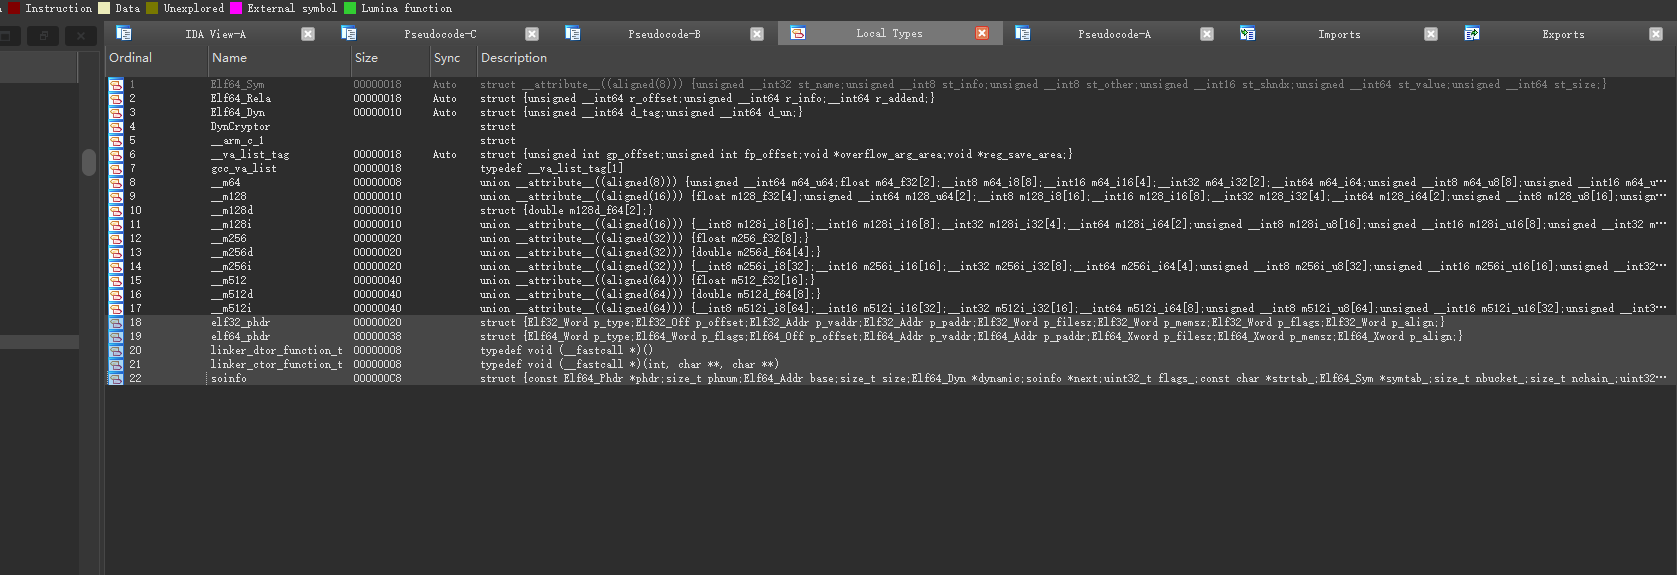 Instruction Data Unexplored External symbol Lumina function
IDA View-A Pseudocode-C Pseudocode-B Local Types Pseudocode-A Imports Exports
Ordinal Name Size Sync Description
1 Elf64_Sym 00000018 Auto struct __attribute__((aligned(8))) {unsigned __int32 st_name;unsigned __int8 st_info;unsigned __int8 st_other;unsigned __int16 st_shndx;unsigned __int64 st_value;unsigned __int64 st_size;}
2 Elf64_Rela 00000018 Auto struct {unsigned __int64 r_offset;unsigned __int64 r_info;__int64 r_addend;}
3 Elf64_Dyn 00000010 Auto struct {unsigned __int64 d_tag;unsigned __int64 d_un;}
4 DynCryptor struct
5 __arm_c_1 struct
6 __va_list_tag 00000018 Auto struct {unsigned int gp_offset;unsigned int fp_offset;void *overflow_arg_area;void *reg_save_area;}
7 gcc_va_list 00000018 typedef __va_list_tag[1]
8 __m64 00000008 union __attribute__((aligned(8))) {unsigned __int64 m64_u64;float m64_f32[2];__int8 m64_i8[8];__int16 m64_i16[4];__int32 m64_i32[2];__int64 m64_i64;unsigned __int8 m64_u8[8];unsigned __int16 m64_u···
9 __m128 00000010 union __attribute__((aligned(16))) {float m128_f32[4];unsigned __int64 m128_u64[2];__int8 m128_i8[16];__int16 m128_i16[8];__int32 m128_i32[4];__int64 m128_i64[2];unsigned __int8 m128_u8[16];unsign···
10 __m128d 00000010 struct {double m128d_f64[2];}
11 __m128i 00000010 union __attribute__((aligned(16))) {__int8 m128i_i8[16];__int16 m128i_i16[8];__int32 m128i_i32[4];__int64 m128i_i64[2];unsigned __int8 m128i_u8[16];unsigned __int16 m128i_u16[8];unsigned __int32 m···
12 __m256 00000020 union __attribute__((aligned(32))) {float m256_f32[8];}
13 __m256d 00000020 union __attribute__((aligned(32))) {double m256d_f64[4];}
14 __m256i 00000020 union __attribute__((aligned(32))) {__int8 m256i_i8[32];__int16 m256i_i16[16];__int32 m256i_i32[8];__int64 m256i_i64[4];unsigned __int8 m256i_u8[32];unsigned __int16 m256i_u16[16];unsigned __int32···
15 __m512 00000040 union __attribute__((aligned(64))) {float m512_f32[16];}
16 __m512d 00000040 union __attribute__((aligned(64))) {double m512d_f64[8];}
17 __m512i 00000040 union __attribute__((aligned(64))) {__int8 m512i_i8[64];__int16 m512i_i16[32];__int32 m512i_i32[16];__int64 m512i_i64[8];unsigned __int8 m512i_u8[64];unsigned __int16 m512i_u16[32];unsigned __int3···
18 elf32_phdr 00000020 struct {Elf32_Word p_type;Elf32_Off p_offset;Elf32_Addr p_vaddr;Elf32_Addr p_paddr;Elf32_Word p_filesz;Elf32_Word p_memsz;Elf32_Word p_flags;Elf32_Word p_align;}
19 elf64_phdr 00000038 struct {Elf64_Word p_type;Elf64_Word p_flags;Elf64_Off p_offset;Elf64_Addr p_vaddr;Elf64_Addr p_paddr;Elf64_Xword p_filesz;Elf64_Xword p_memsz;Elf64_Xword p_align;}
20 linker_dtor_function_t 00000008 typedef void (__fastcall *)()
21 linker_ctor_function_t 00000008 typedef void (__fastcall *)(int, char **, char **)
22 soinfo 000000C8 struct {const Elf64_Phdr *phdr;size_t phnum;Elf64_Addr base;size_t size;Elf64_Dyn *dynamic;soinfo *next;uint32_t flags_;const char *strtab_;Elf64_Sym *symtab_;size_t nbucket_;size_t nchain_;uint32···